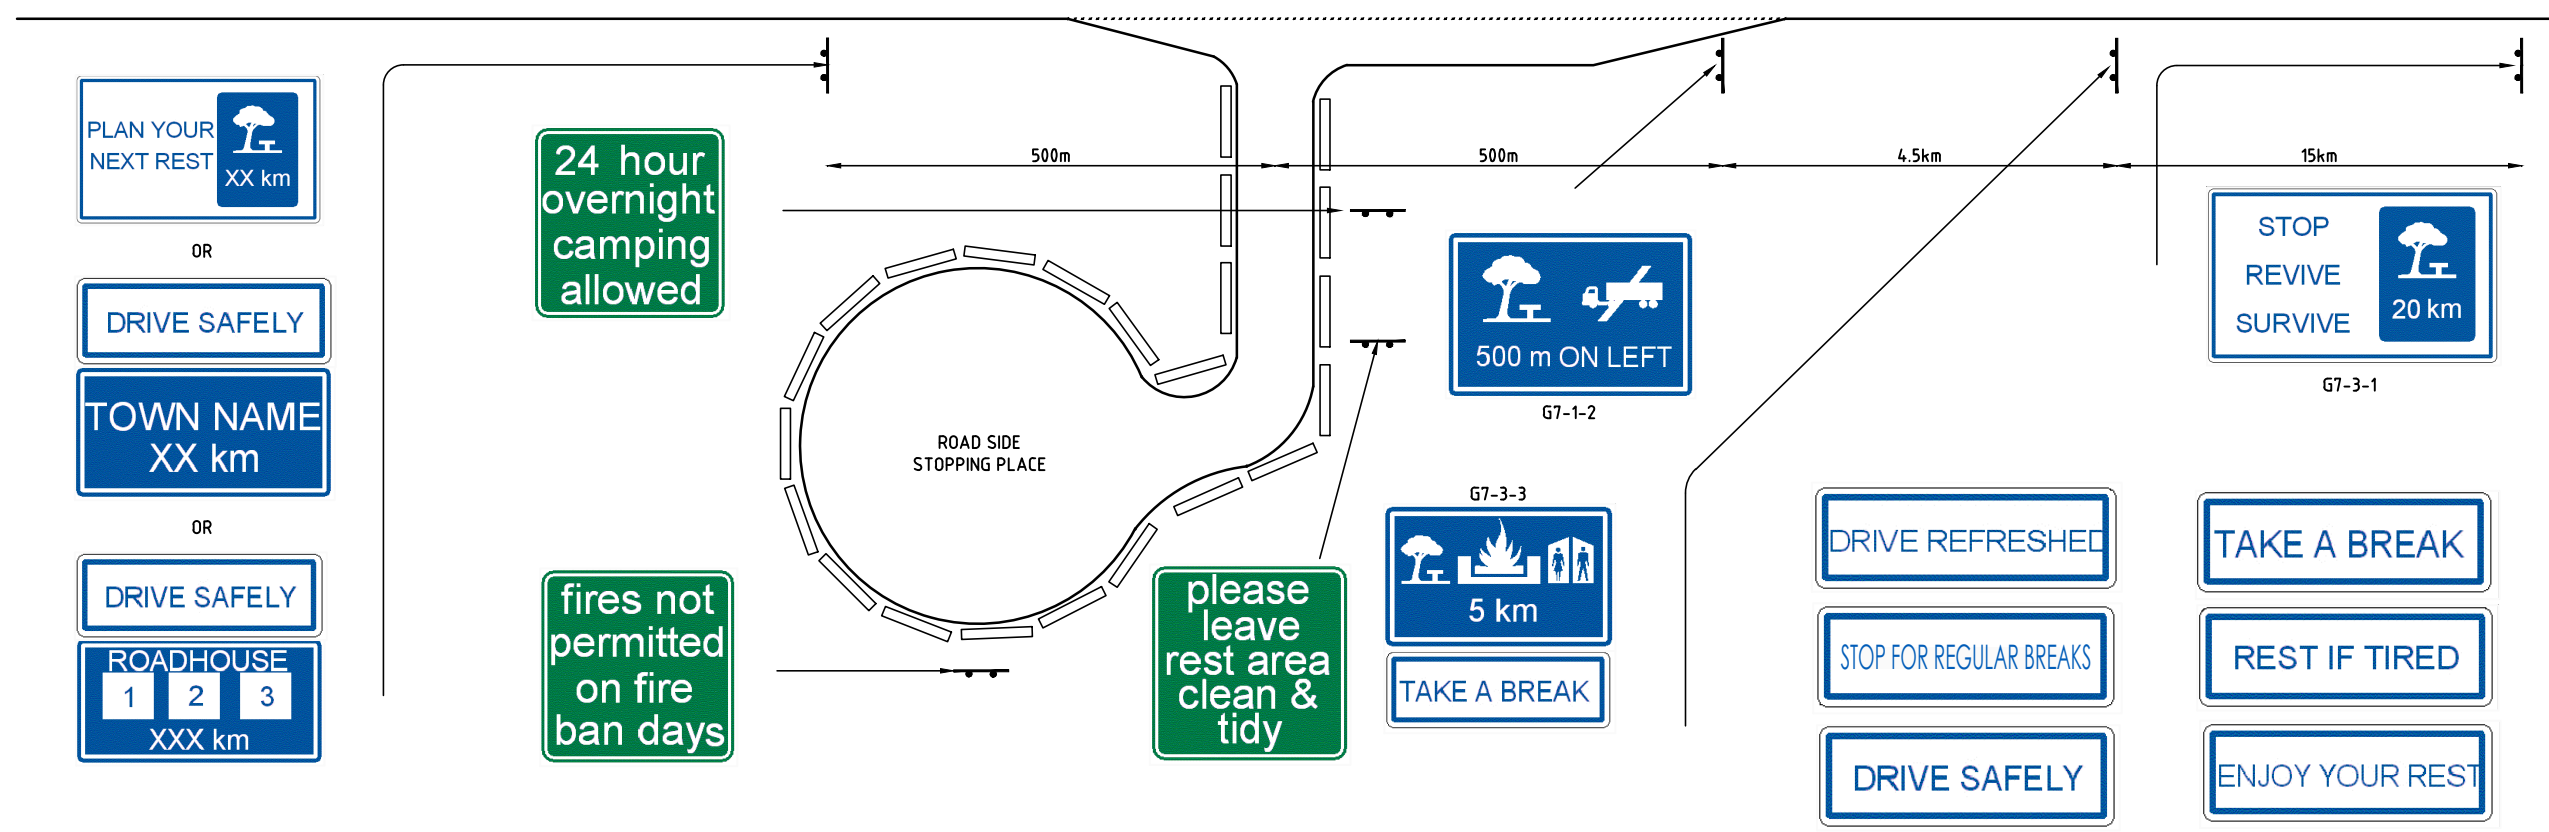 PLAN YOUR
NEXT REST
XX km
OR
DRIVE SAFELY
TOWN NAME
XX km
OR
DRIVE SAFELY
ROADHOUSE
1 2 3
XXX km
24 hour
overnight
camping
allowed
fires not
permitted
on fire
ban days
500m
500m
4.5km
15km
ROAD SIDE
STOPPING PLACE
please
leave
rest area
clean &
tidy
500 m ON LEFT
G7-1-2
G7-3-3
5 km
TAKE A BREAK
STOP
REVIVE
SURVIVE
20 km
G7-3-1
DRIVE REFRESHED
STOP FOR REGULAR BREAKS
DRIVE SAFELY
TAKE A BREAK
REST IF TIRED
ENJOY YOUR REST